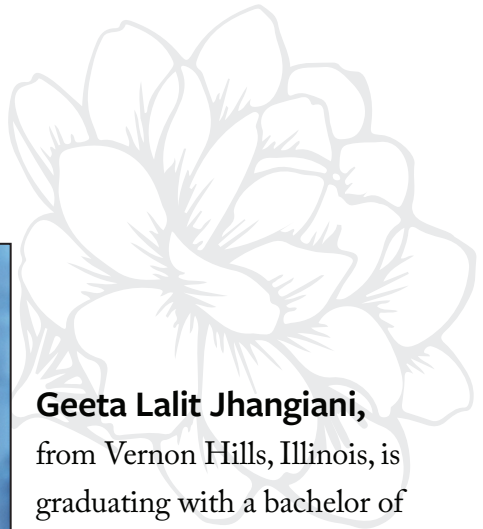 Geeta Lalit Jhangiani,
from Vernon Hills, Illinois, is
graduating with a bachelor of